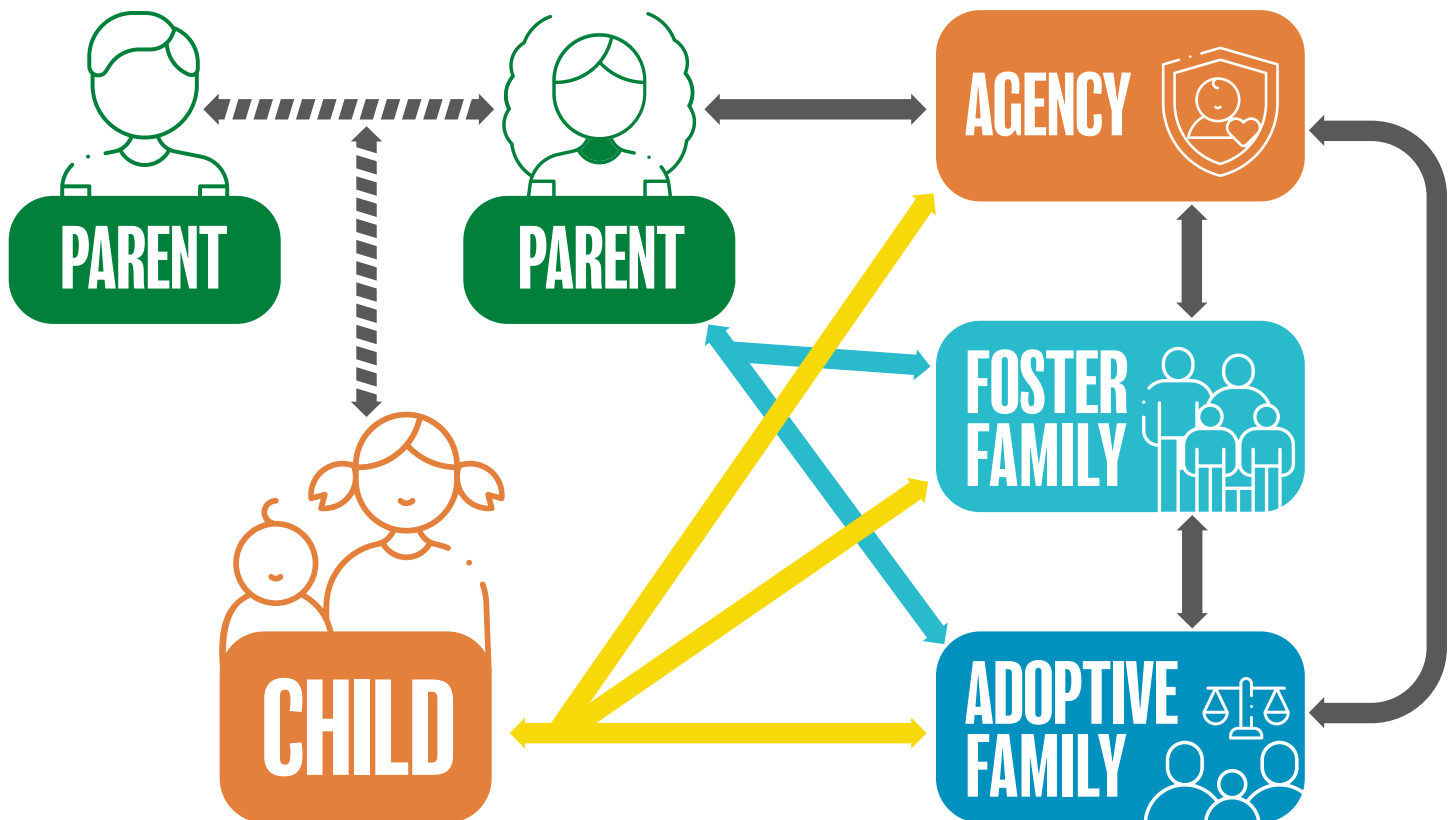 PARENT
PARENT
AGENCY
FOSTER
FAMILY
CHILD
ADOPTIVE
FAMILY